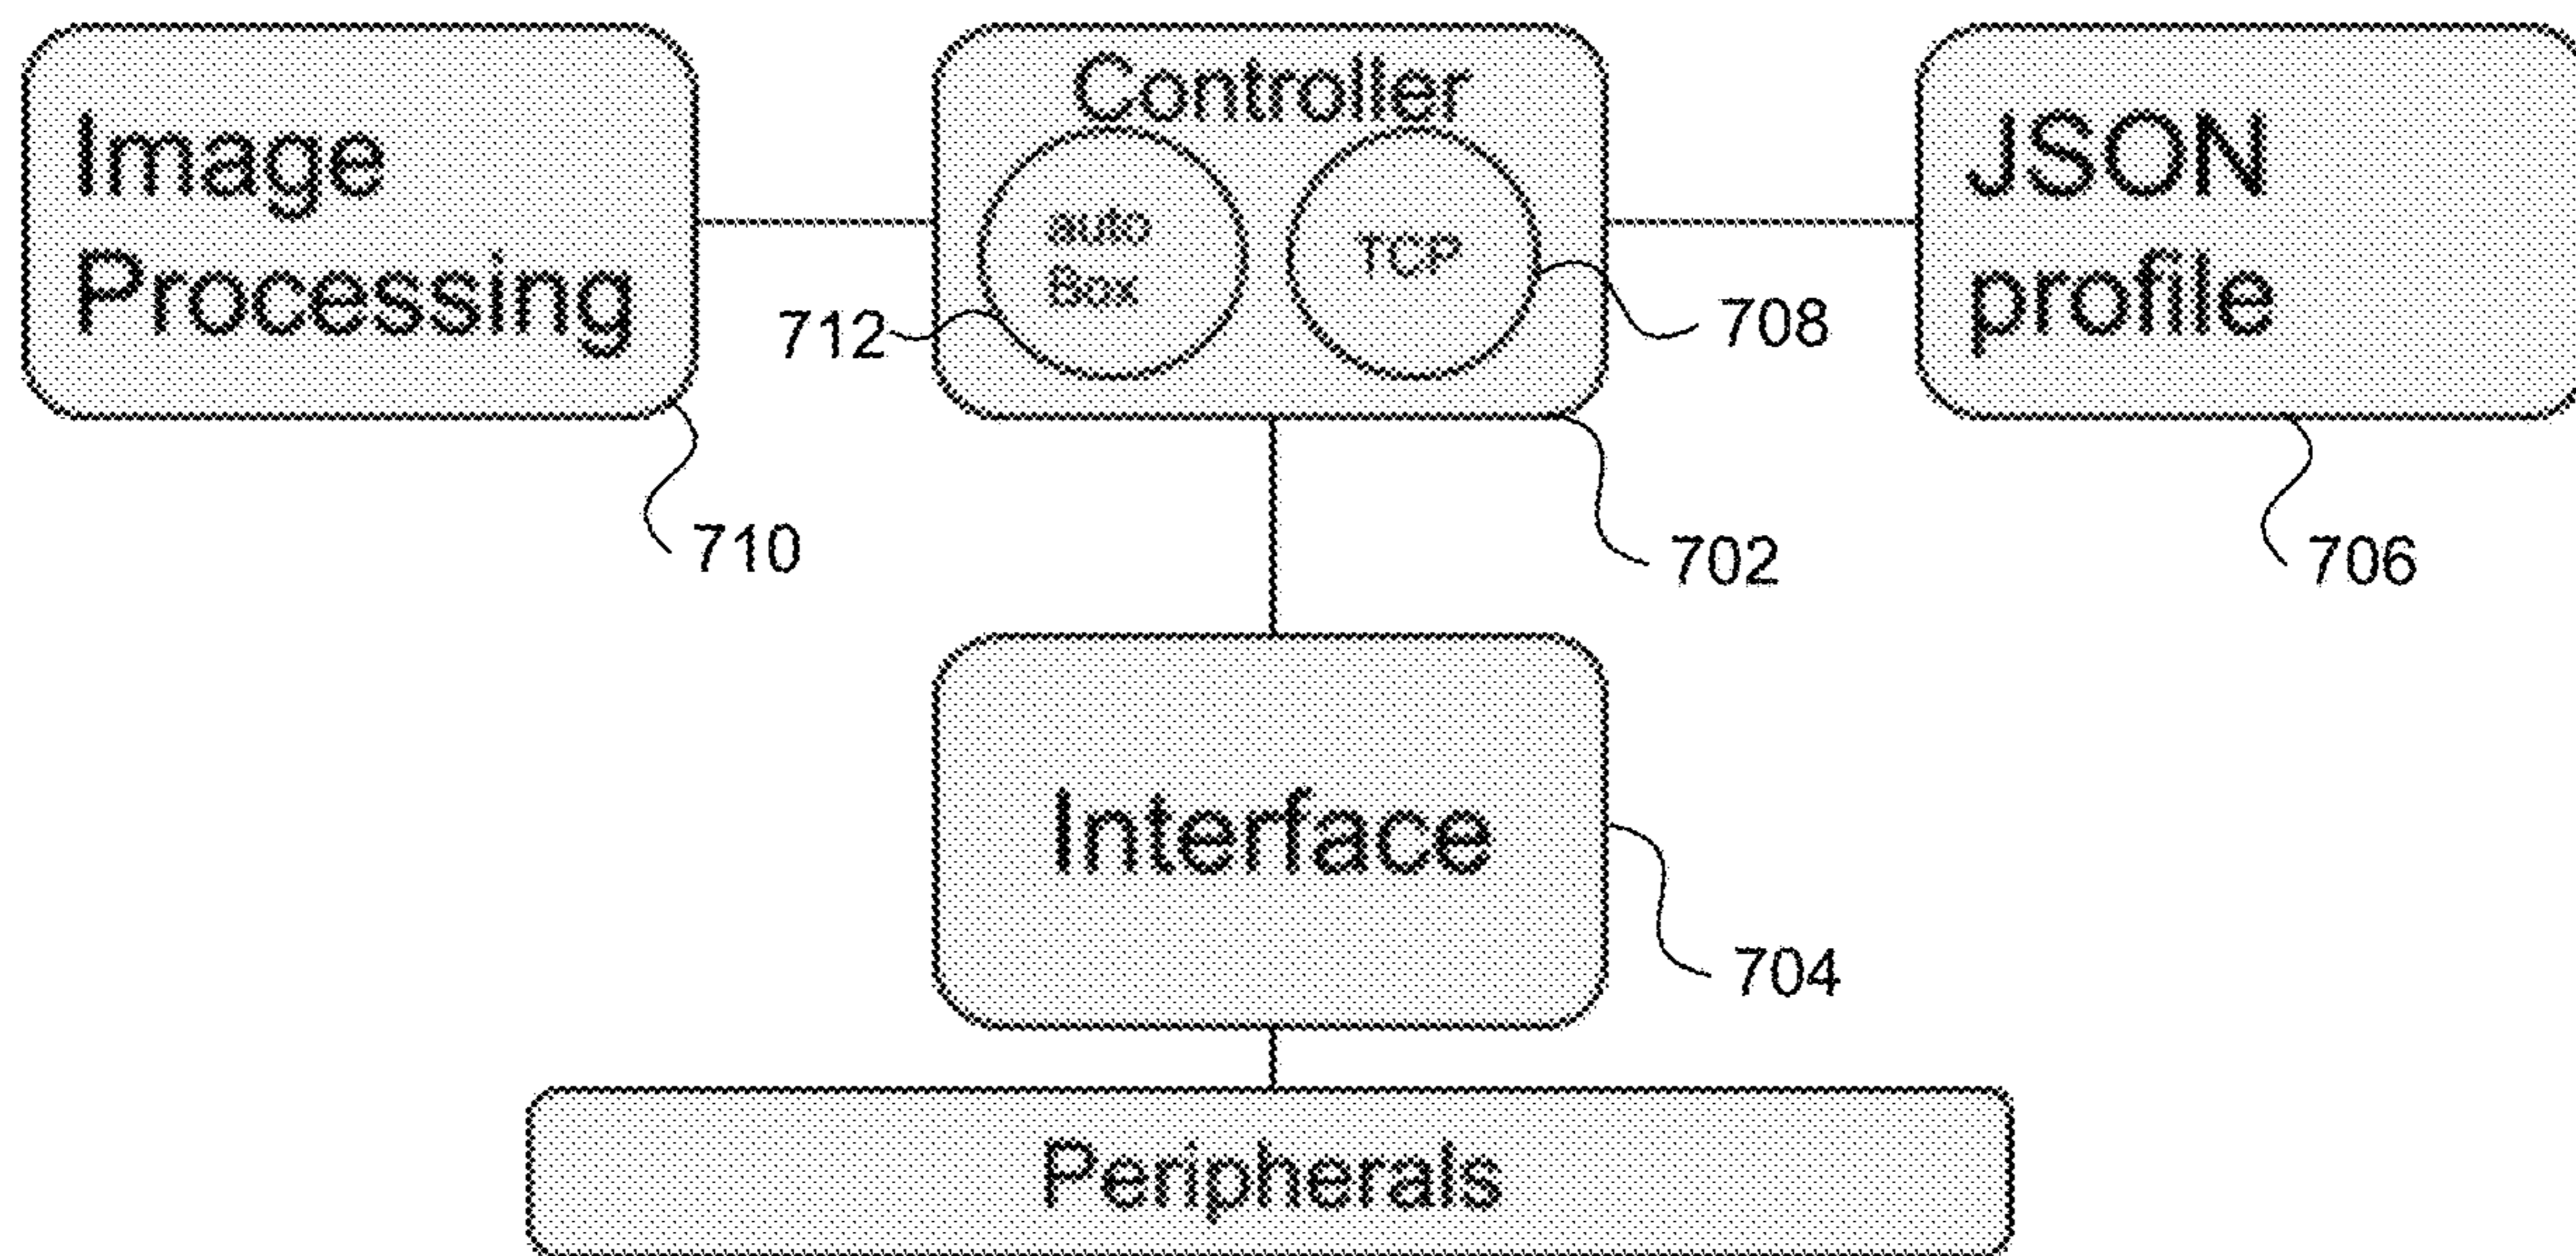 Image
Processing
710
Controller
auto
Box
712
TCP
708
702
JSON
profile
706
Interface
704
Peripherals